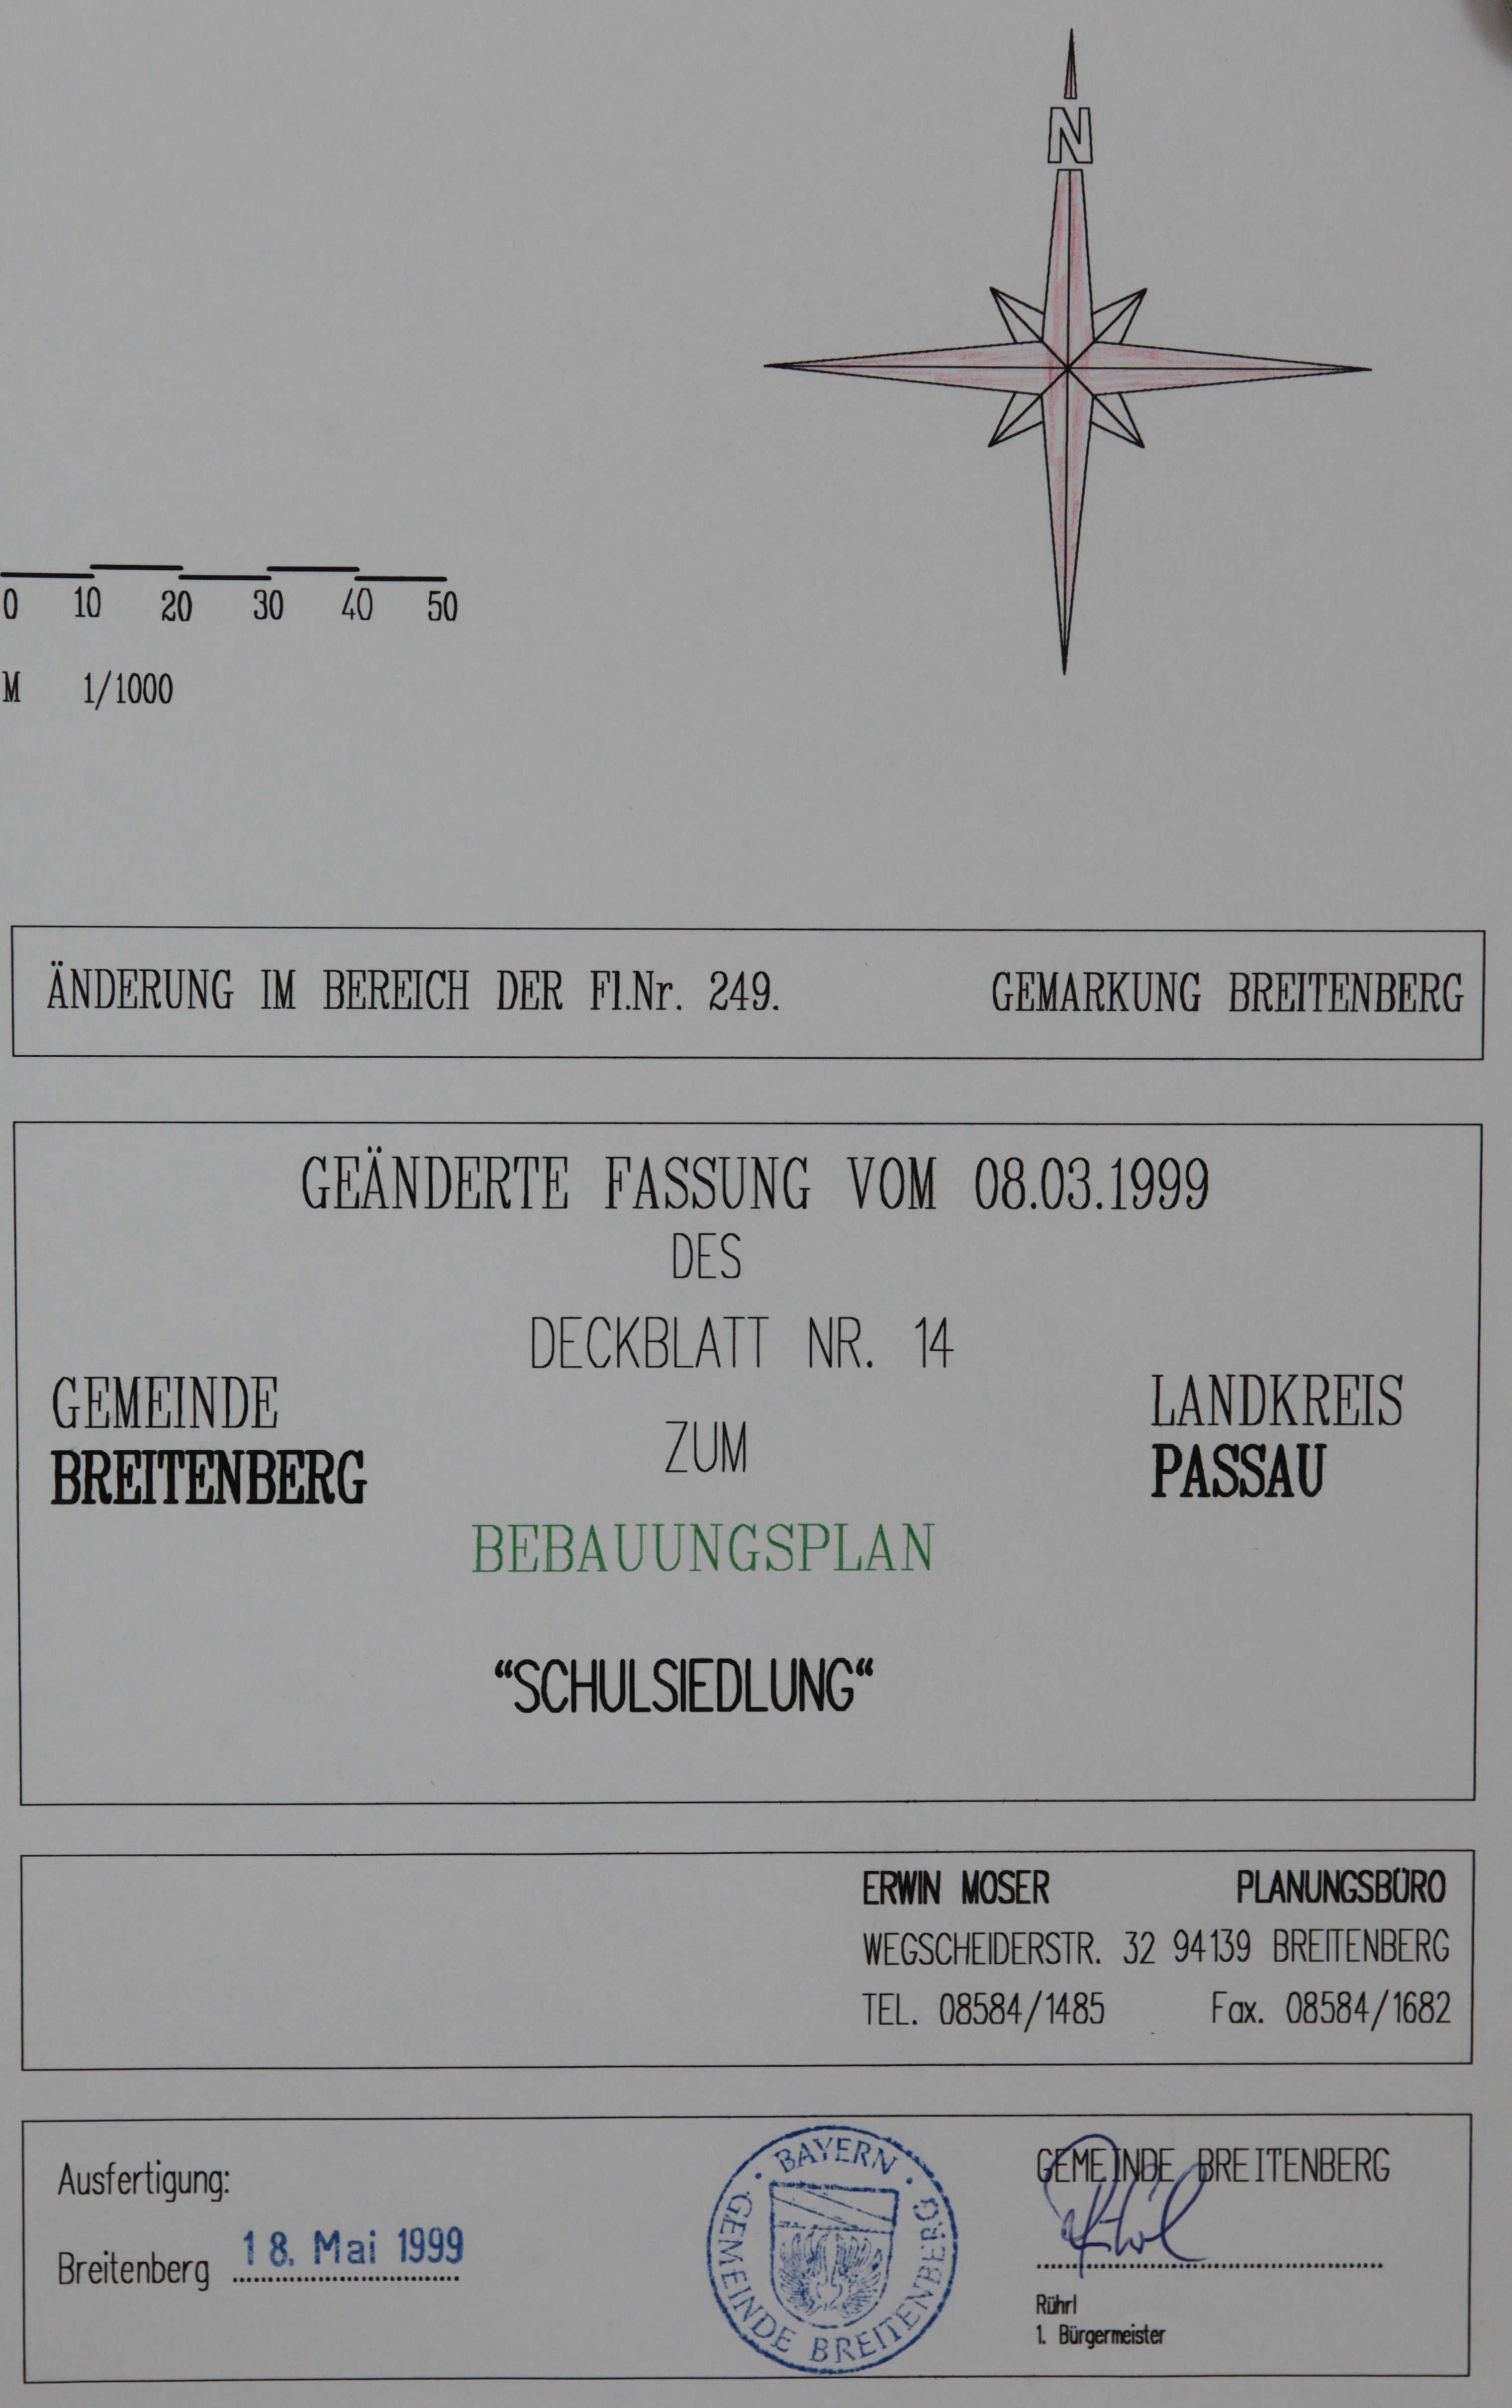 N
0 10 20 30 40 50
M 1/1000
ÄNDERUNG IM BEREICH DER Fl.Nr. 249. GEMARKUNG BREITENBERG
GEÄNDERTE FASSUNG VOM 08.03.1999
DES
DECKBLATT NR. 14
GEMEINDE
BREITENBERG
ZUM
LANDKREIS
PASSAU
BEBAUUNGSPLAN
“SCHULSIEDLUNG“
ERWIN MOSER PLANUNGSBÜRO
WEGSCHEIDERSTR. 32 94139 BREITENBERG
TEL. 08584/1485 Fax. 08584/1682
Ausfertigung:
Breitenberg 18. Mai 1999
· BAYERN ·
GEMEINDE BREITENBERG
GEMEINDE BREITENBERG
Rührl
1. Bürgermeister